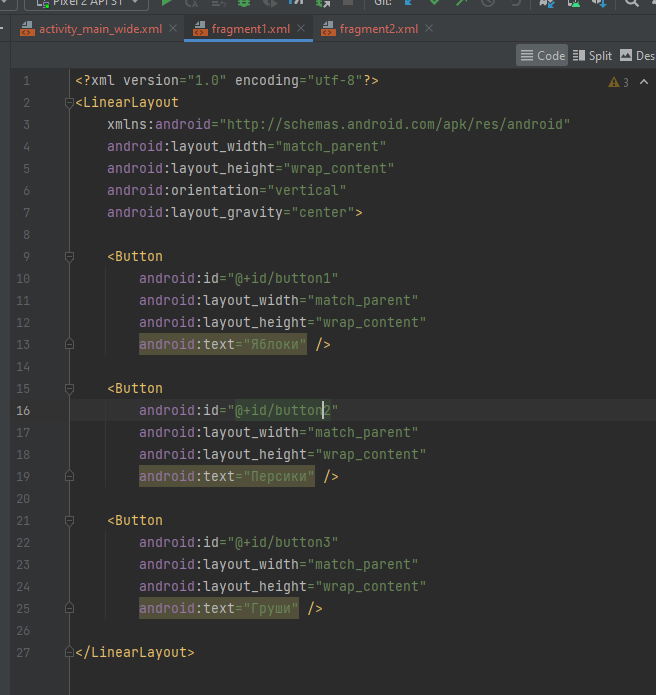 Pixel 2 API 31
Git:
activity_main_wide.xml
fragment1.xml
fragment2.xml
Code
Split
Des
3
1 <?xml version="1.0" encoding="utf-8"?>
2 <LinearLayout
3 xmlns:android="http://schemas.android.com/apk/res/android"
4 android:layout_width="match_parent"
5 android:layout_height="wrap_content"
6 android:orientation="vertical"
7 android:layout_gravity="center">
8
9 <Button
10 android:id="@+id/button1"
11 android:layout_width="match_parent"
12 android:layout_height="wrap_content"
13 android:text="Яблоки" />
14
15 <Button
16 android:id="@+id/button2"
17 android:layout_width="match_parent"
18 android:layout_height="wrap_content"
19 android:text="Персики" />
20
21 <Button
22 android:id="@+id/button3"
23 android:layout_width="match_parent"
24 android:layout_height="wrap_content"
25 android:text="Груши" />
26
27 </LinearLayout>